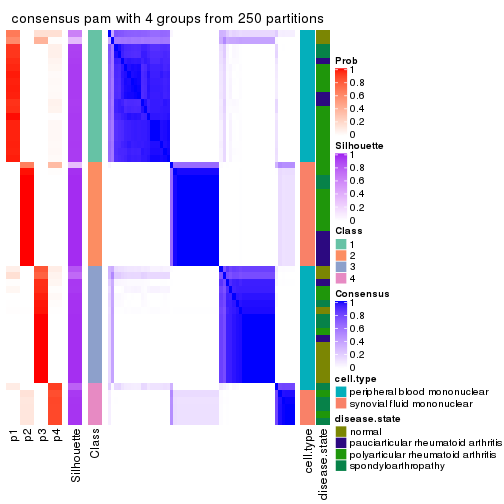 consensus pam with 4 groups from 250 partitions
Prob
1
0.8
0.6
0.4
0.2
0
Silhouette
1
0.8
0.6
0.4
0.2
0
Class
1
2
3
4
Consensus
1
0.8
0.6
0.4
0.2
0
cell.type
peripheral blood mononuclear
synovial fluid mononuclear
disease.state
normal
pauciarticular rheumatoid arthritis
polyarticular rheumatoid arthritis
spondyloarthropathy
p1
p2
p3
p4
Silhouette
Class
cell.type
disease.state